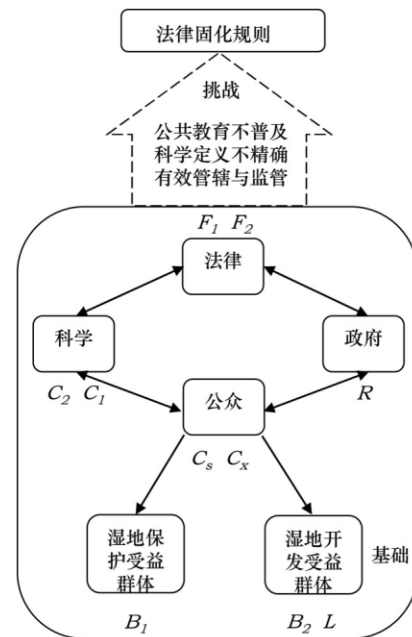 法律固化规则
挑战
公共教育不普及
科学定义不精确
有效管辖与监管
F₁ F₂
法律
科学
政府
C₂ C₁
公众
R
Cₛ Cₓ
湿地保
护受益
群体
湿地开
发受益
群体
基础
B₁
B₂ L